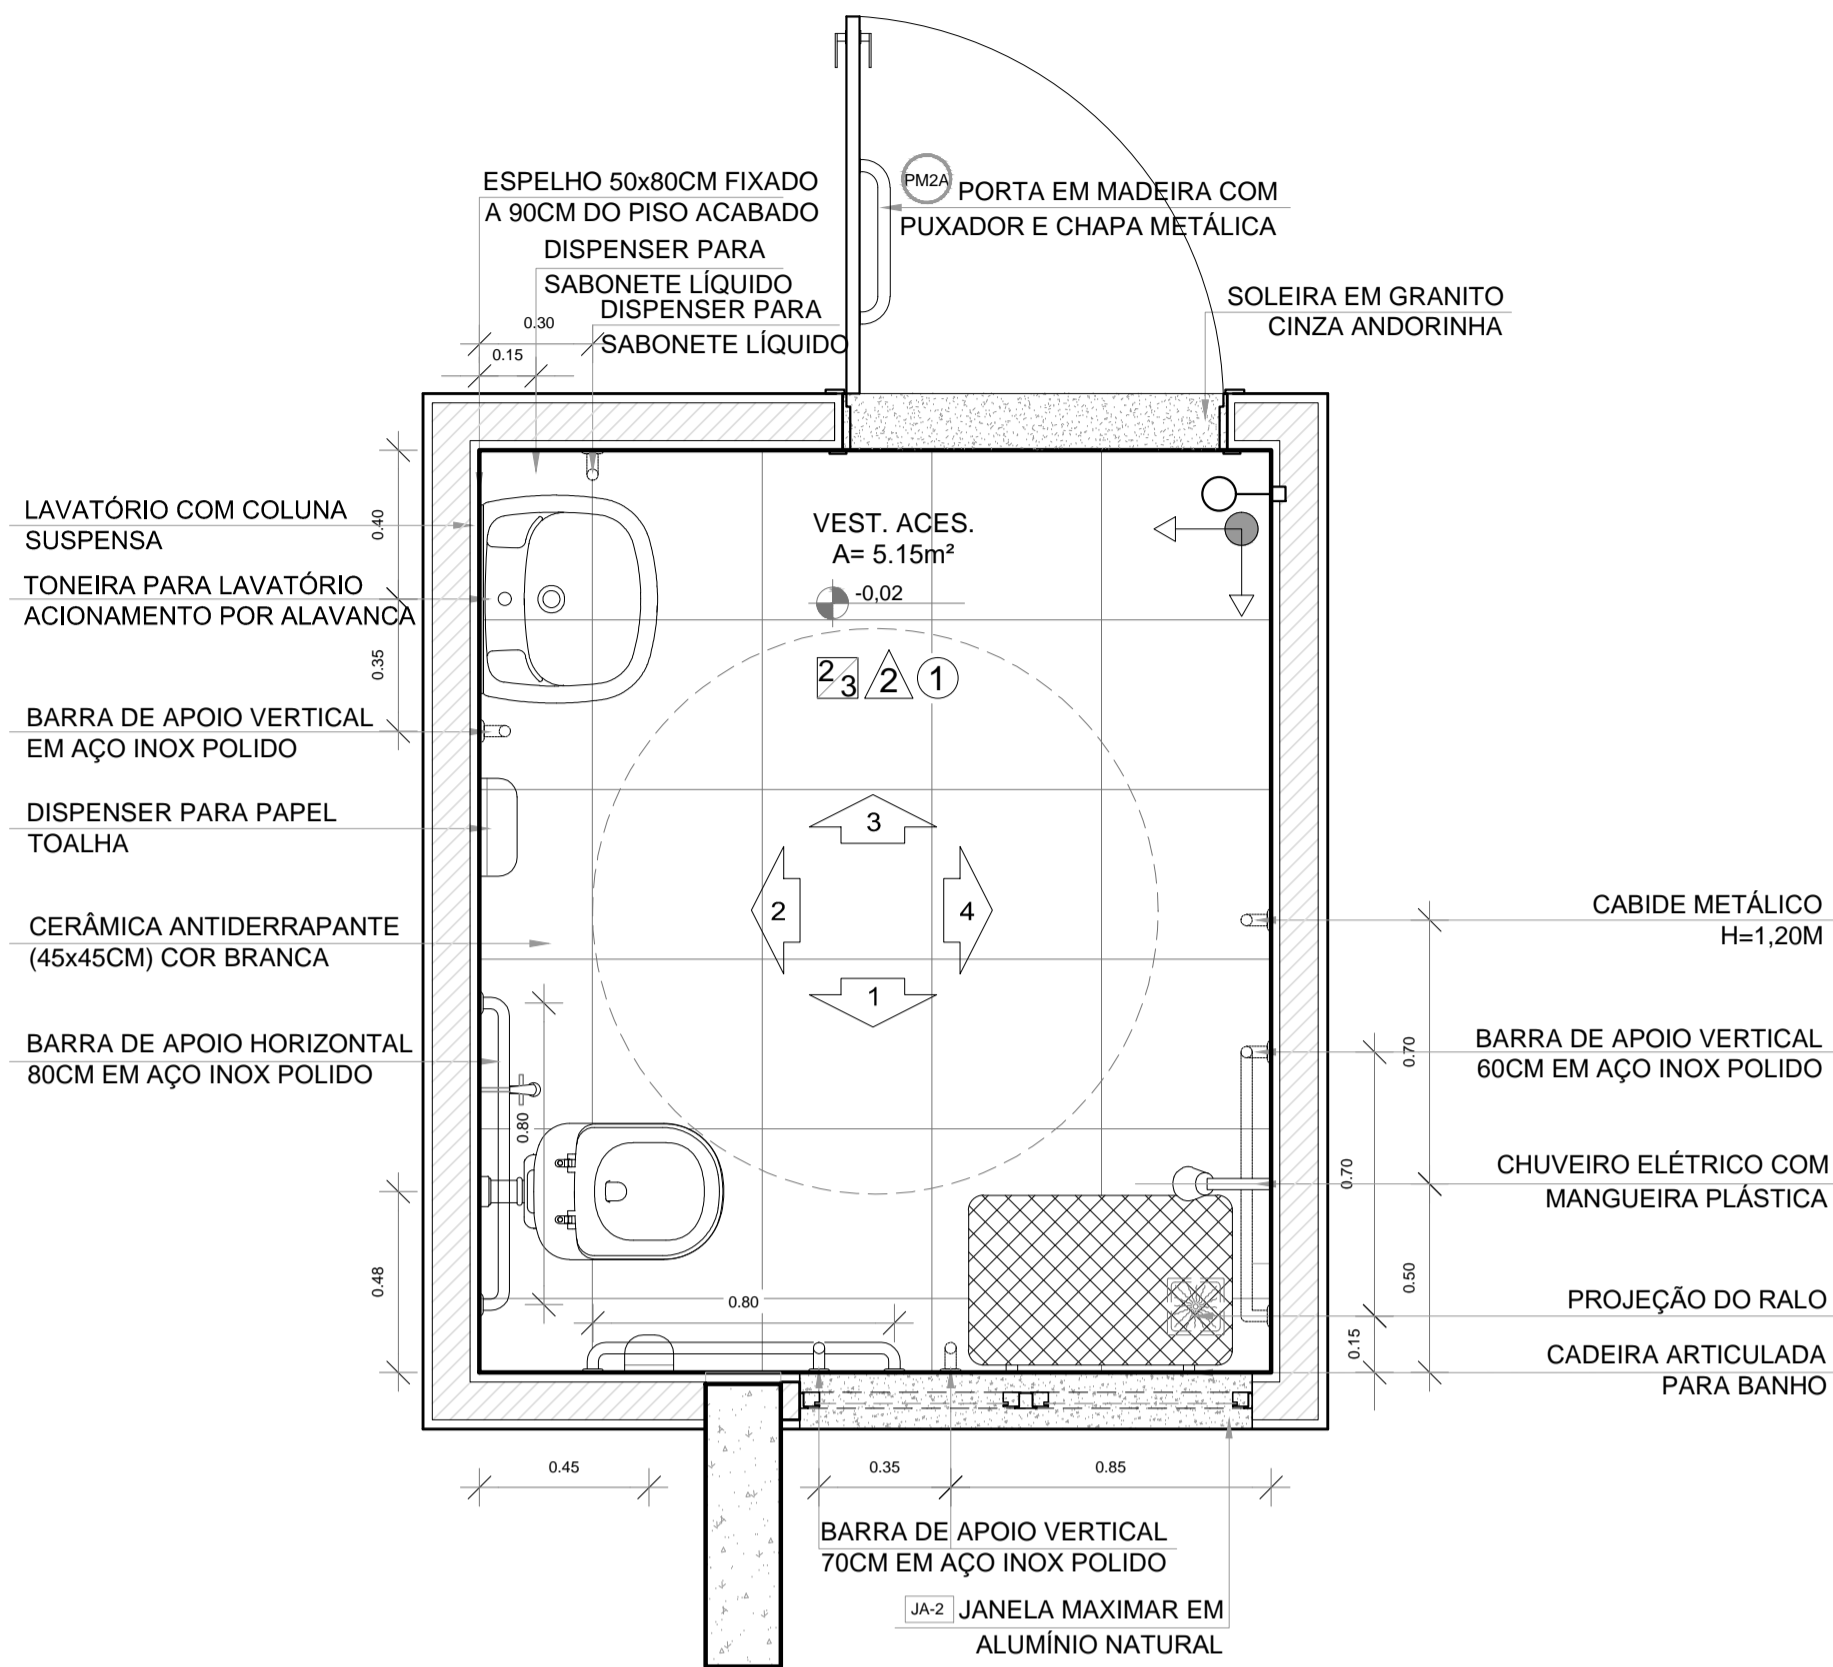 ESPELHO 50x80CM FIXADO
A 90CM DO PISO ACABADO
DISPENSER PARA
SABONETE LÍQUIDO
DISPENSER PARA
SABONETE LÍQUIDO
0.30
0.15
PM2A
PORTA EM MADEIRA COM
PUXADOR E CHAPA METÁLICA
SOLEIRA EM GRANITO
CINZA ANDORINHA
LAVATÓRIO COM COLUNA
SUSPENSA
0.40
TONEIRA PARA LAVATÓRIO
ACIONAMENTO POR ALAVANCA
0.35
BARRA DE APOIO VERTICAL
EM AÇO INOX POLIDO
DISPENSER PARA PAPEL
TOALHA
CERÂMICA ANTIDERRAPANTE
(45x45CM) COR BRANCA
BARRA DE APOIO HORIZONTAL
80CM EM AÇO INOX POLIDO
0.48
VEST. ACES.
A= 5.15m²
-0,02
2
3
2
1
3
2
4
1
0.80
0.80
CABIDE METÁLICO
H=1,20M
BARRA DE APOIO VERTICAL
60CM EM AÇO INOX POLIDO
0.70
0.70
CHUVEIRO ELÉTRICO COM
MANGUEIRA PLÁSTICA
0.50
PROJEÇÃO DO RALO
0.15
CADEIRA ARTICULADA
PARA BANHO
0.45
0.35
0.85
BARRA DE APOIO VERTICAL
70CM EM AÇO INOX POLIDO
JA-2
JANELA MAXIMAR EM
ALUMÍNIO NATURAL